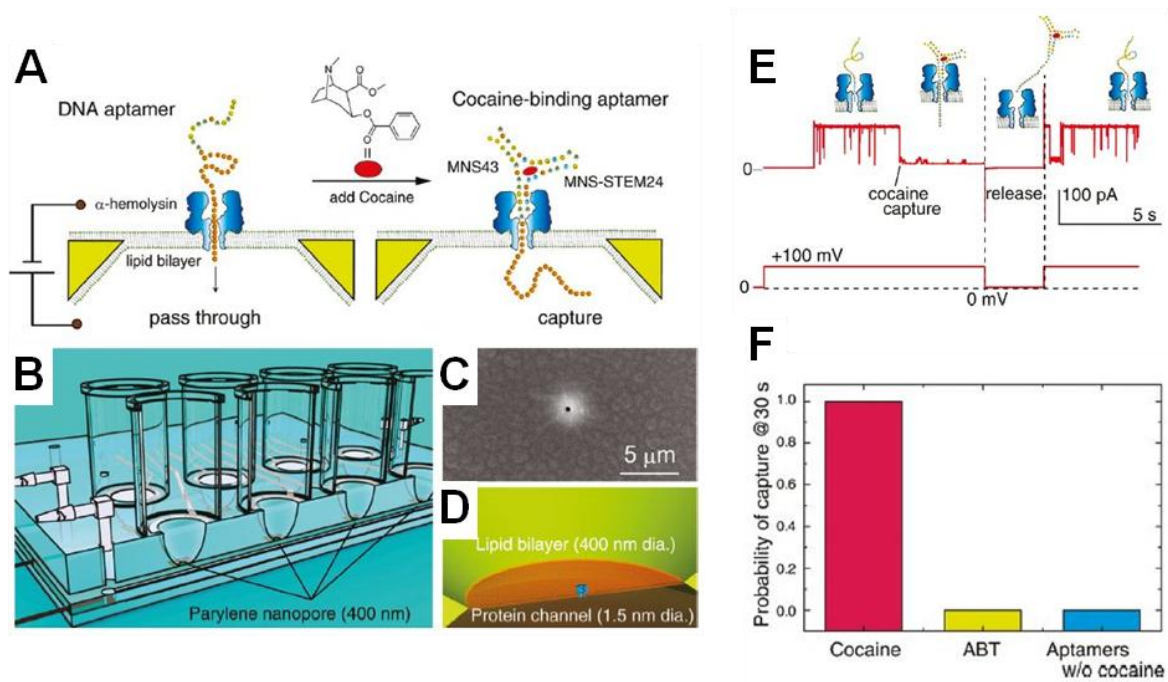 A
DNA aptamer
α-hemolysin
lipid bilayer
pass through
N
O
O
O
O
add Cocaine
Cocaine-binding aptamer
MNS43
MNS-STEM24
capture
B
Parylene nanopore (400 nm)
C
5 μm
D
Lipid bilayer (400 nm dia.)
Protein channel (1.5 nm dia.)
E
0
cocaine
capture
release
100 pA
5 s
+100 mV
0
0 mV
F
Probability of capture @30 s
1.0
0.8
0.6
0.4
0.2
0.0
Cocaine
ABT
Aptamers
w/o cocaine